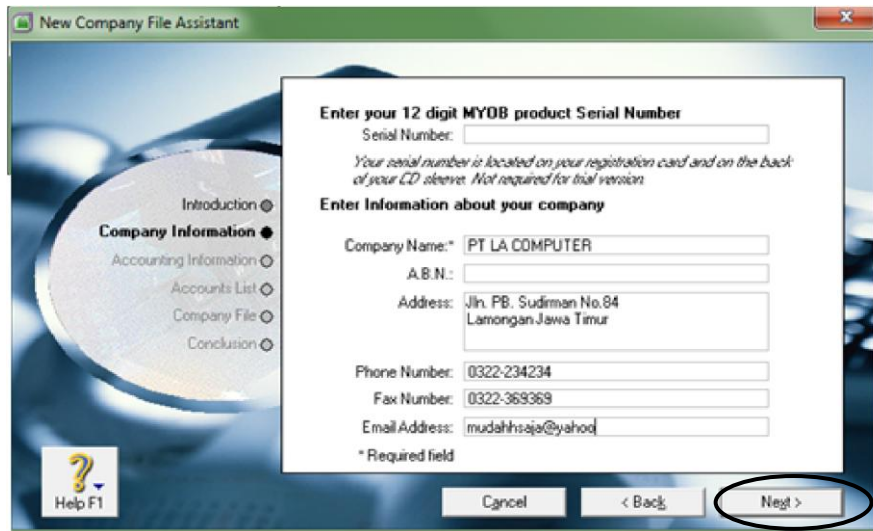 New Company File Assistant
Enter your 12 digit MYOB product Serial Number
Serial Number:
Your serial number is located on your registration card and on the back
of your CD sleeve. Not required for trial version.
Introduction
Company Information
Accounting Information
Accounts List
Company File
Conclusion
Enter Information about your company
Company Name:* PT LA COMPUTER
A.B.N.:
Address: Jln. PB. Sudirman No.84
Lamongan Jawa Timur
Phone Number: 0322-234234
Fax Number: 0322-369369
Email Address: mudahhsaja@yahoo
* Required field
Help F1
Cancel
< Back
Next >